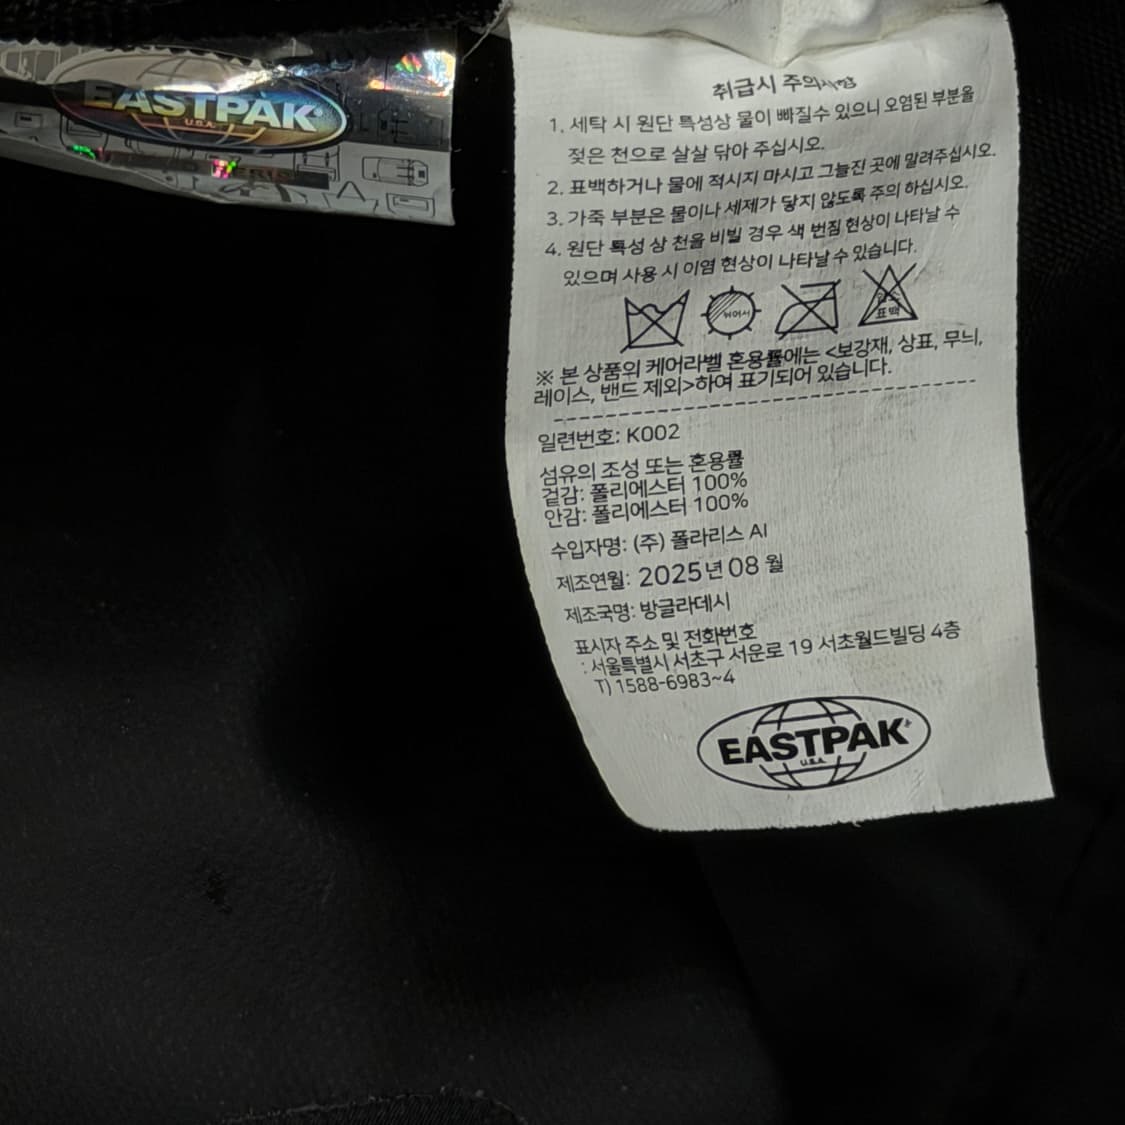 EASTPAK
U.S.A.
취급시 주의사항
1. 세탁 시 원단 특성상 물이 빠질수 있으니 오염된 부분을
젖은 천으로 살살 닦아 주십시오.
2. 표백하거나 물에 적시지 마시고 그늘진 곳에 말려주십시오.
3. 가죽 부분은 물이나 세제가 닿지 않도록 주의 하십시오.
4. 원단 특성 상 천을 비빌 경우 색 번짐 현상이 나타날 수
있으며 사용 시 이염 현상이 나타날 수 있습니다.
뉘어서
표백
※ 본 상품의 케어라벨 혼용률에는 <보강재, 상표, 무늬,
레이스, 밴드 제외>하여 표기되어 있습니다.
일련번호: K002
섬유의 조성 또는 혼용률
겉감: 폴리에스터 100%
안감: 폴리에스터 100%
수입자명: (주) 폴라리스 AI
제조연월: 2025년 08 월
제조국명: 방글라데시
표시자 주소 및 전화번호
: 서울특별시 서초구 서운로 19 서초월드빌딩 4층
T) 1588-6983~4
EASTPAK
U.S.A.